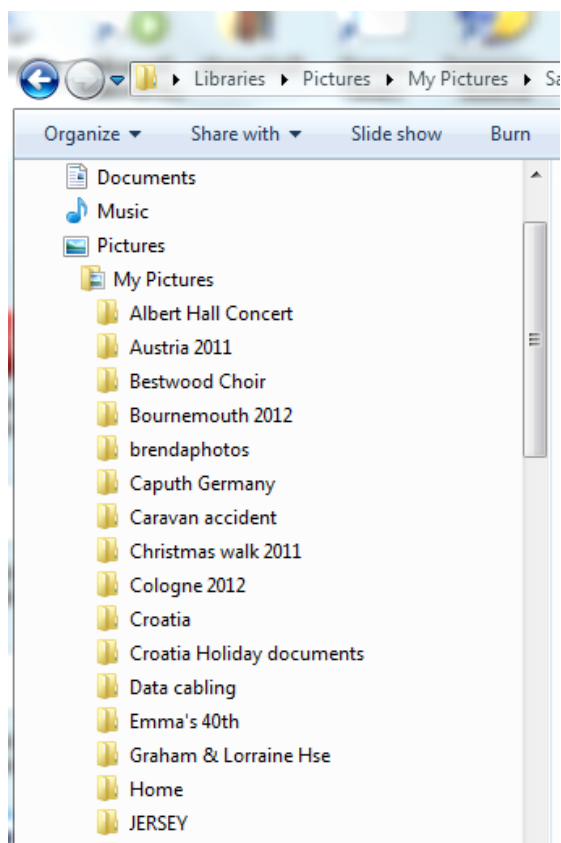 Libraries ▸ Pictures ▸ My Pictures ▸ Sa
Organize Share with Slide show Burn
Documents
Music
Pictures
My Pictures
Albert Hall Concert
Austria 2011
Bestwood Choir
Bournemouth 2012
brendaphotos
Caputh Germany
Caravan accident
Christmas walk 2011
Cologne 2012
Croatia
Croatia Holiday documents
Data cabling
Emma's 40th
Graham & Lorraine Hse
Home
JERSEY